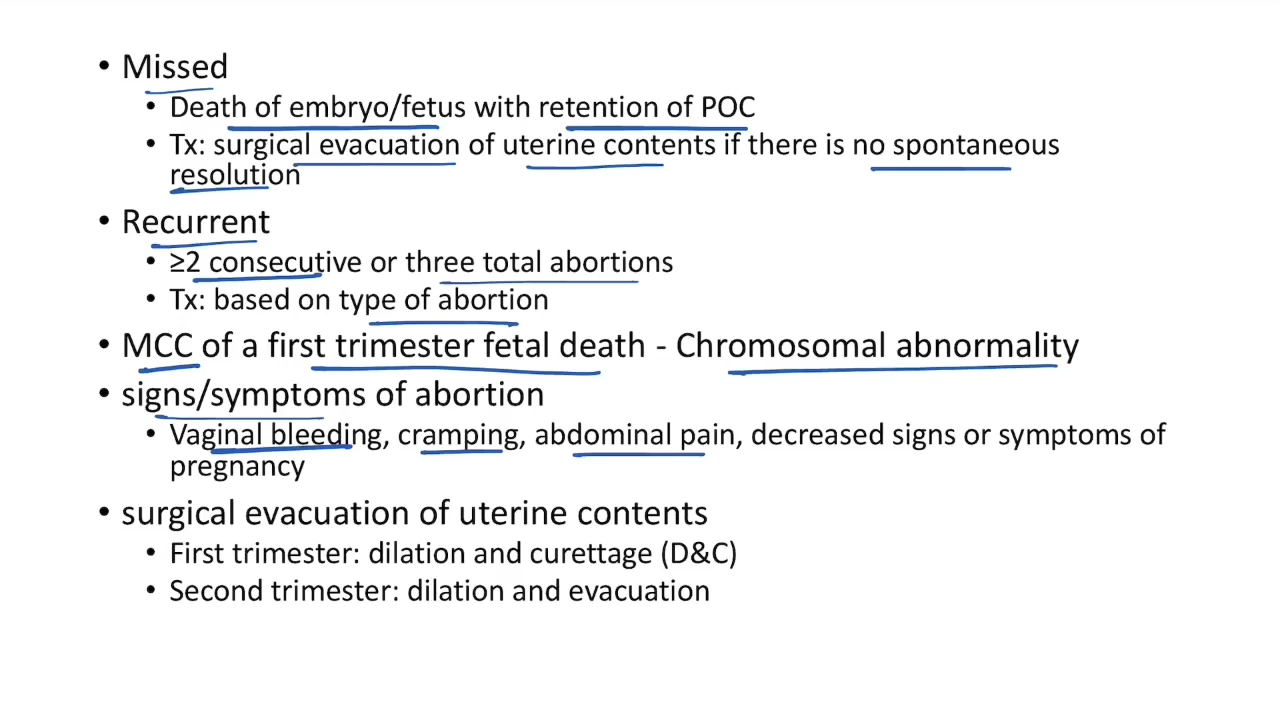 • Missed
• Death of embryo/fetus with retention of POC
• Tx: surgical evacuation of uterine contents if there is no spontaneous
resolution
• Recurrent
• ≥2 consecutive or three total abortions
• Tx: based on type of abortion
• MCC of a first trimester fetal death - Chromosomal abnormality
• signs/symptoms of abortion
• Vaginal bleeding, cramping, abdominal pain, decreased signs or symptoms of
pregnancy
• surgical evacuation of uterine contents
• First trimester: dilation and curettage (D&C)
• Second trimester: dilation and evacuation